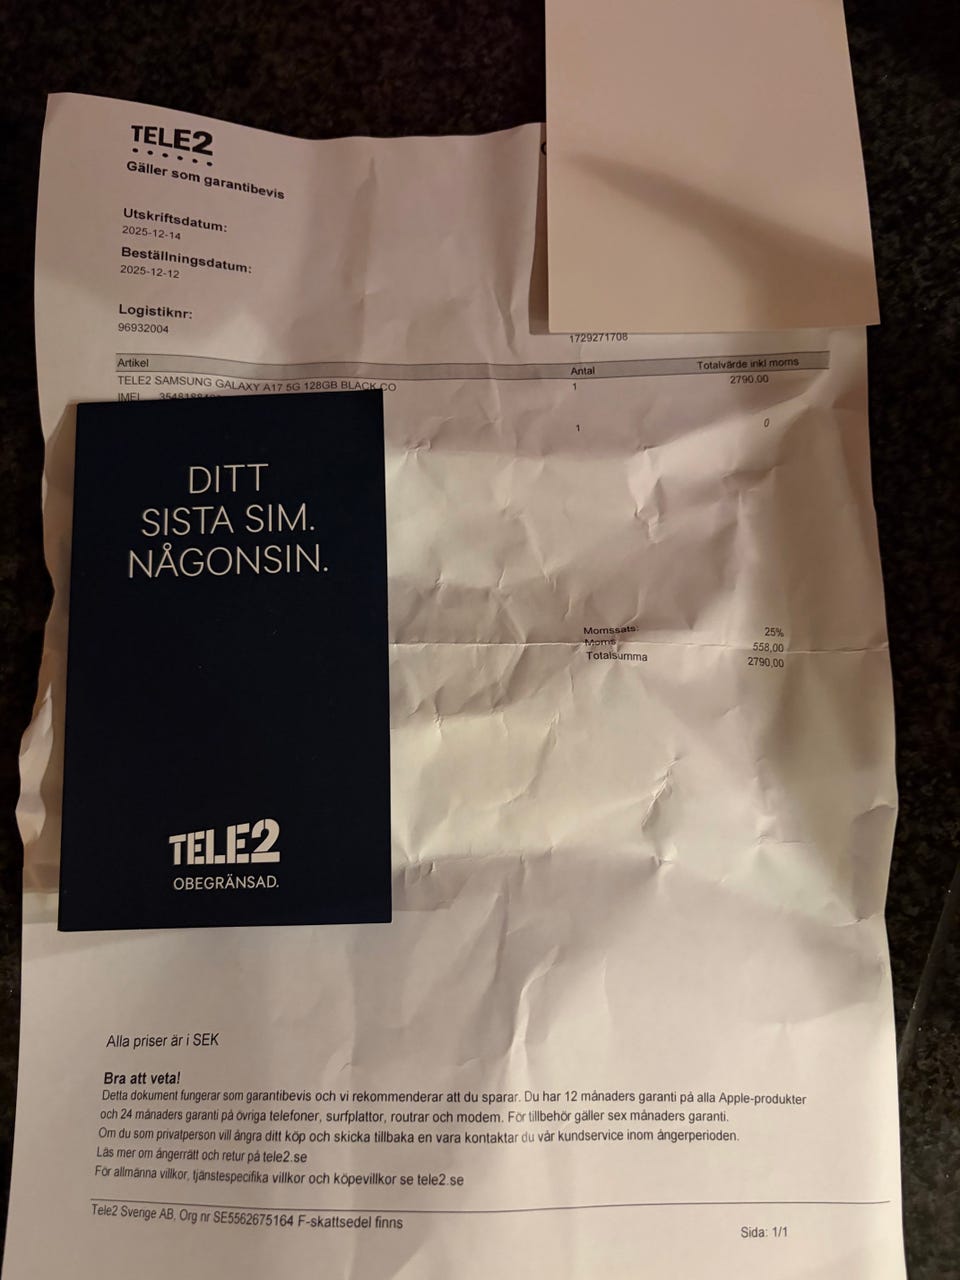 TELE2
Gäller som garantibevis
Utskriftsdatum:
2025-12-14
Beställningsdatum:
2025-12-12
Logistiknr:
96932004
1729271708
Artikel Antal Totalvärde inkl moms
TELE2 SAMSUNG GALAXY A17 5G 128GB BLACK CO 1 2790.00
IMEI
1 0
DITT
SISTA SIM.
NÅGONSIN.
TELE2
OBEGRÄNSAD.
Momssats: 25%
Moms 558,00
Totalsumma 2790,00
Alla priser är i SEK
Bra att veta!
Detta dokument fungerar som garantibevis och vi rekommenderar att du sparar. Du har 12 månaders garanti på alla Apple-produkter
och 24 månaders garanti på övriga telefoner, surfplattor, routrar och modem. För tillbehör gäller sex månaders garanti.
Om du som privatperson vill ångra ditt köp och skicka tillbaka en vara kontaktar du vår kundservice inom ångerperioden.
Läs mer om ångerrätt och retur på tele2.se
För allmänna villkor, tjänstespecifika villkor och köpevillkor se tele2.se
Tele2 Sverige AB, Org nr SE5562675164 F-skattsedel finns
Sida: 1/1